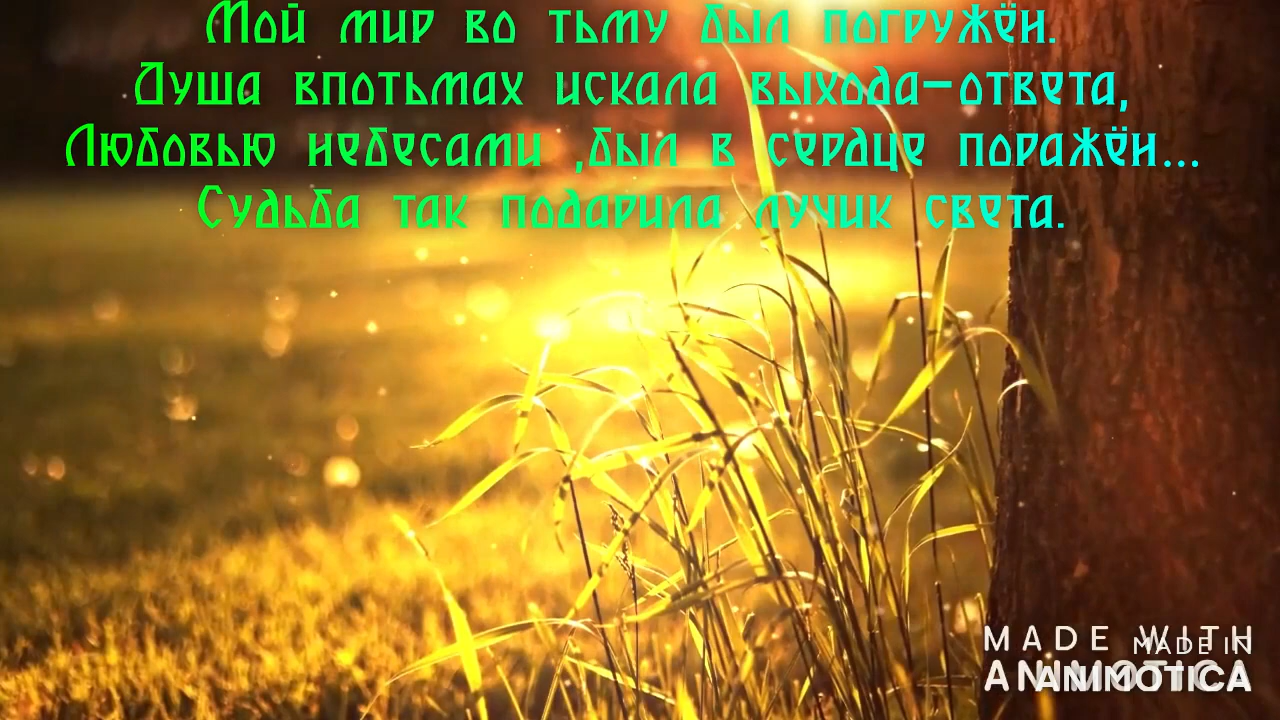 Мой мир во тьму был погружён.
Душа впотьмах искала выхода-ответа,
Любовью небесами ,был в сердце поражён...
Судьба так подарила лучик света.
MADE WITH
ANIMOTICA
MADE IN
ANIMOTICA